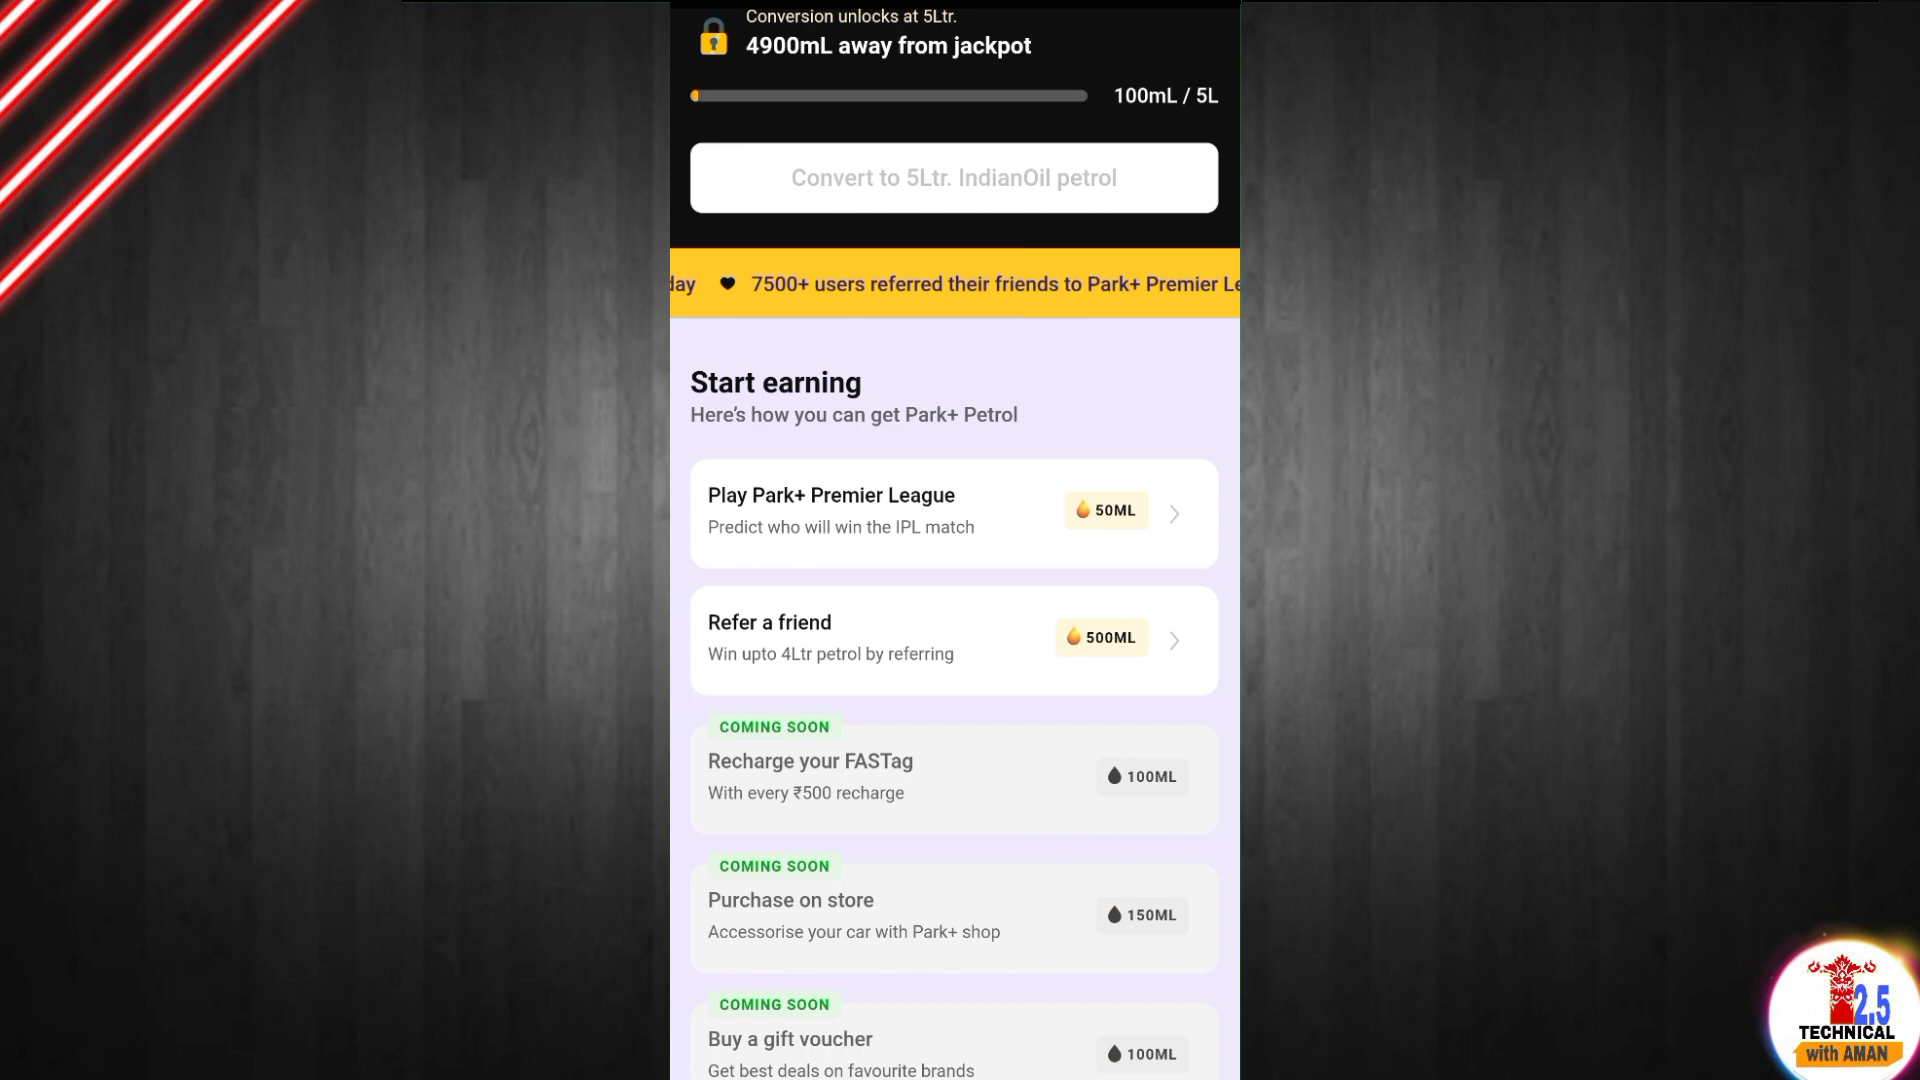 Conversion unlocks at 5Ltr.
4900mL away from jackpot
100mL / 5L
Convert to 5Ltr. IndianOil petrol
day 7500+ users referred their friends to Park+ Premier Le
Start earning
Here's how you can get Park+ Petrol
Play Park+ Premier League
50ML
Predict who will win the IPL match
Refer a friend
500ML
Win upto 4Ltr petrol by referring
COMING SOON
Recharge your FASTag
100ML
With every ₹500 recharge
COMING SOON
Purchase on store
150ML
Accessorise your car with Park+ shop
COMING SOON
Buy a gift voucher
100ML
Get best deals on favourite brands
2.5
TECHNICAL
with AMAN